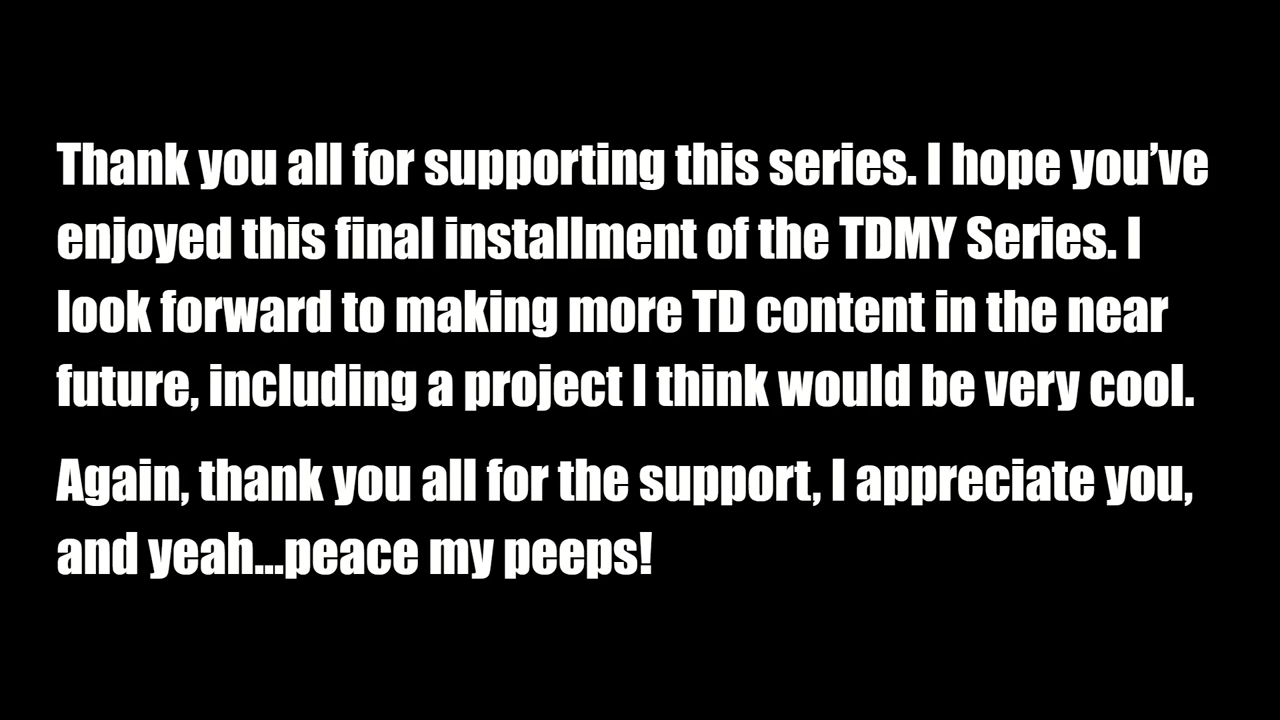 Thank you all for supporting this series. I hope you’ve
enjoyed this final installment of the TDMY Series. I
look forward to making more TD content in the near
future, including a project I think would be very cool.
Again, thank you all for the support, I appreciate you,
and yeah...peace my peeps!